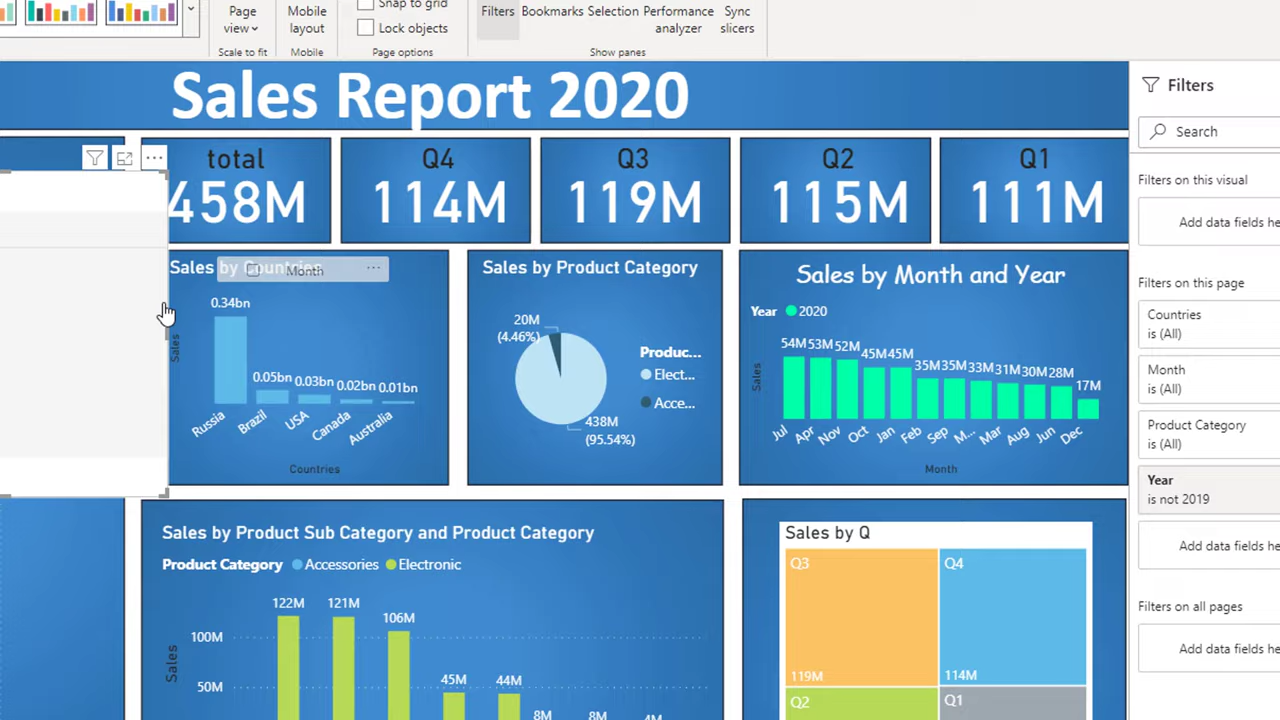 Page view
Mobile layout
Snap to grid
Lock objects
Filters
Bookmarks
Selection
Performance analyzer
Sync slicers
Scale to fit
Mobile
Page options
Show panes
Sales Report 2020
total
458M
Q4
114M
Q3
119M
Q2
115M
Q1
111M
Sales by Countries
Month
0.34bn
0.05bn
0.03bn
0.02bn
0.01bn
Sales
Russia
Brazil
USA
Canada
Australia
Countries
Sales by Product Category
20M
(4.46%)
438M
(95.54%)
Produc...
Elect...
Acce...
Sales by Month and Year
Year
2020
54M
53M
52M
45M
45M
35M
35M
33M
31M
30M
28M
17M
Sales
Jul
Apr
Nov
Oct
Jan
Feb
Sep
M...
Mar
Aug
Jun
Dec
Month
Sales by Product Sub Category and Product Category
Product Category
Accessories
Electronic
122M
121M
106M
45M
44M
8M
8M
100M
50M
Sales
Sales by Q
Q3
119M
Q4
114M
Q2
Q1
Filters
Search
Filters on this visual
Add data fields he
Filters on this page
Countries
is (All)
Month
is (All)
Product Category
is (All)
Year
is not 2019
Add data fields he
Filters on all pages
Add data fields he